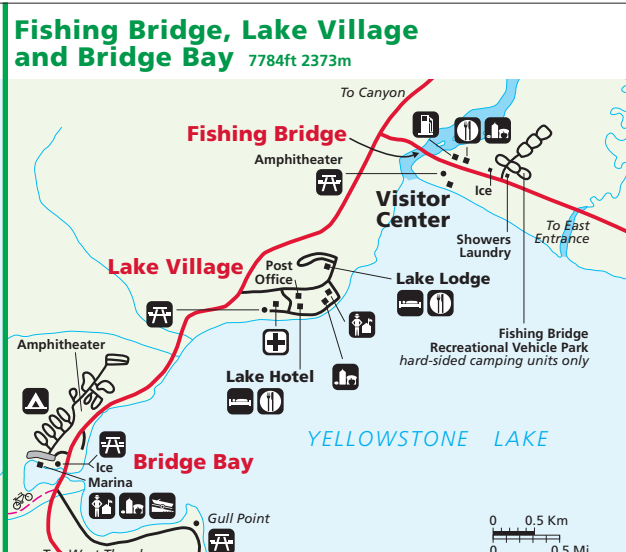 Fishing Bridge, Lake Village
and Bridge Bay 7784ft 2373m
To Canyon
Fishing Bridge
Amphitheater
Visitor
Center
Ice
Showers
Laundry
To East
Entrance
Lake Village
Post
Office
Lake Lodge
Fishing Bridge
Recreational Vehicle Park
hard-sided camping units only
Amphitheater
Lake Hotel
YELLOWSTONE LAKE
Ice
Bridge Bay
Marina
Gull Point
0 0.5 Km
0 0.5 Mi